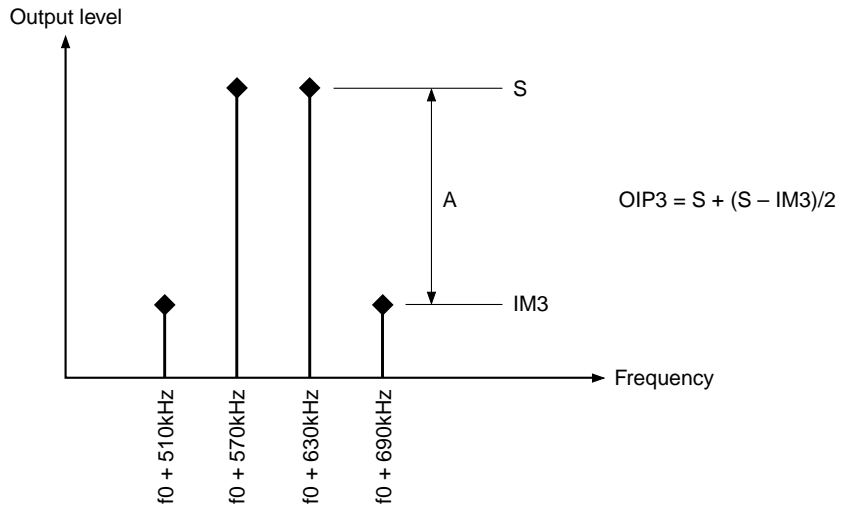 Output level
S
A
OIP3 = S + (S – IM3)/2
IM3
Frequency
f0 + 510kHz
f0 + 570kHz
f0 + 630kHz
f0 + 690kHz